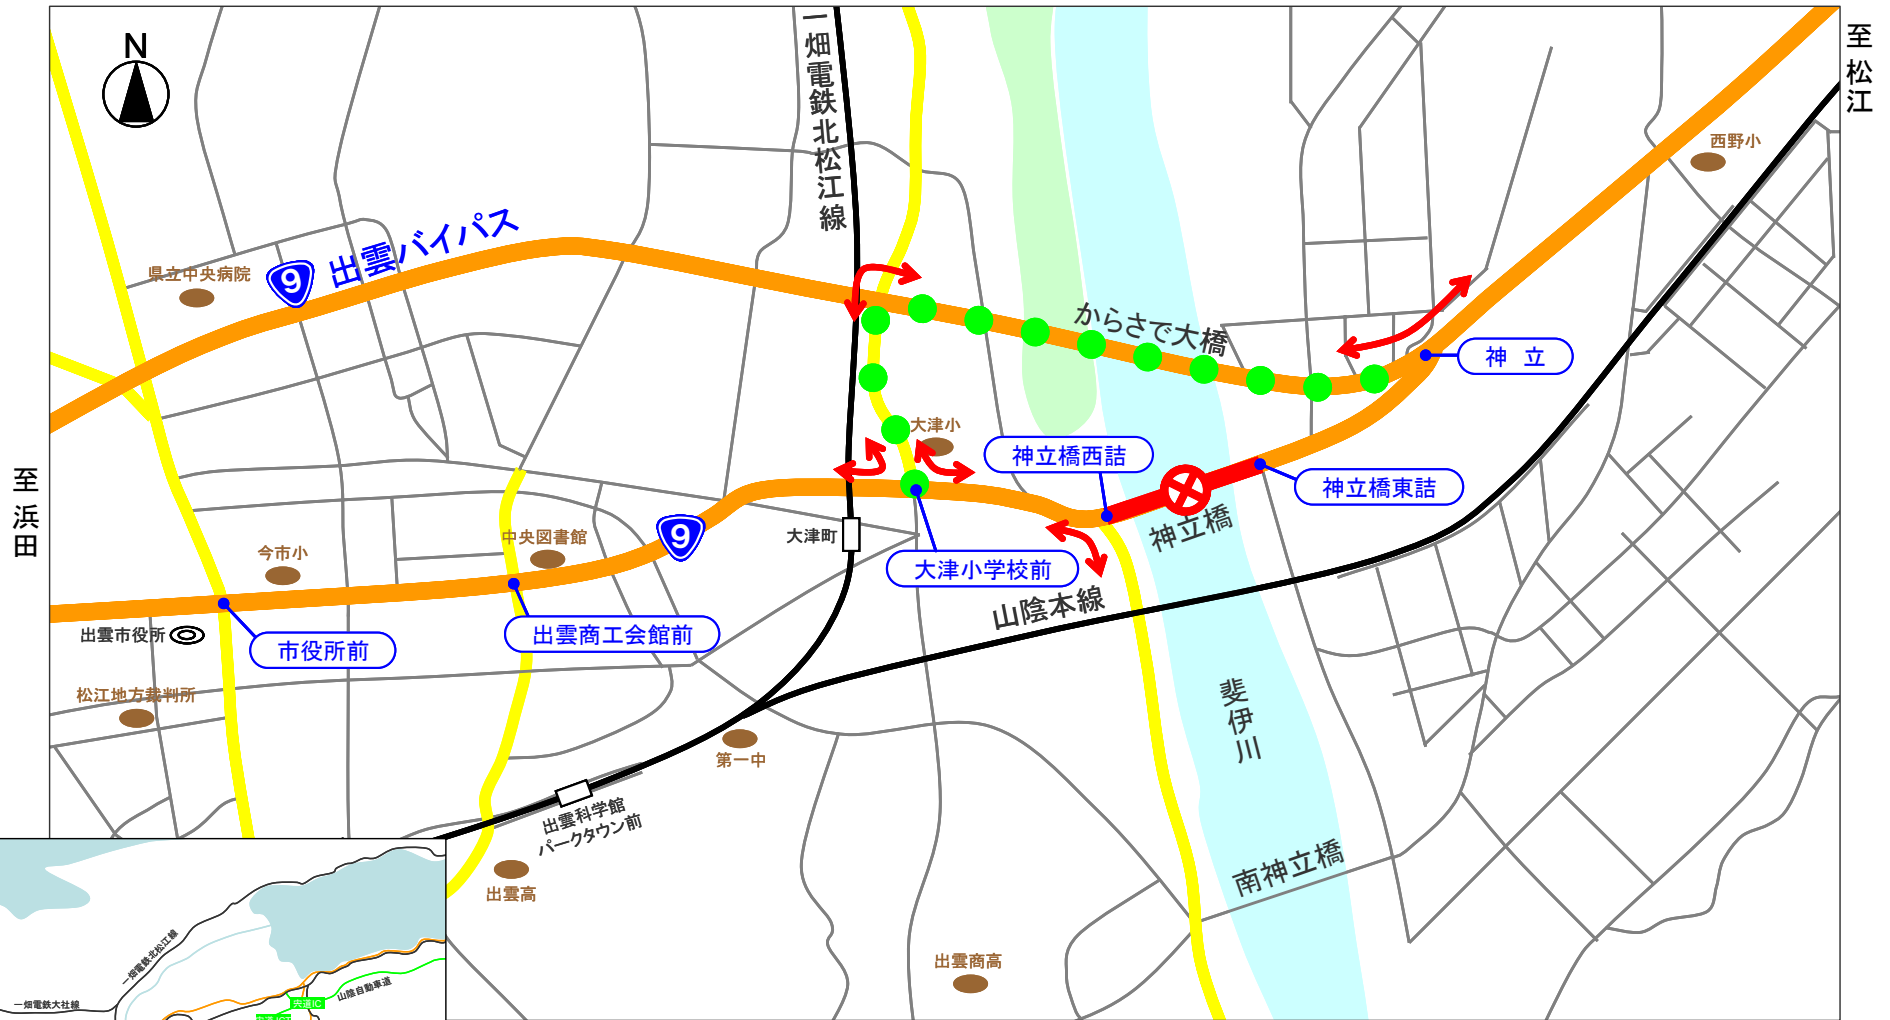 N
至松江
一畑電鉄北松江線
西野小
出雲バイパス
9
県立中央病院
からさで大橋
神 立
大津小
神立橋西詰
神立橋東詰
至浜田
9
神立橋
大津町
中央図書館
今市小
大津小学校前
山陰本線
出雲市役所
市役所前
出雲商工会館前
松江地方裁判所
斐伊川
第一中
出雲科学館
パークタウン前
南神立橋
出雲高
出雲商高
一畑電鉄北松江線
一畑電鉄大社線
山陰自動車道
宍道IC